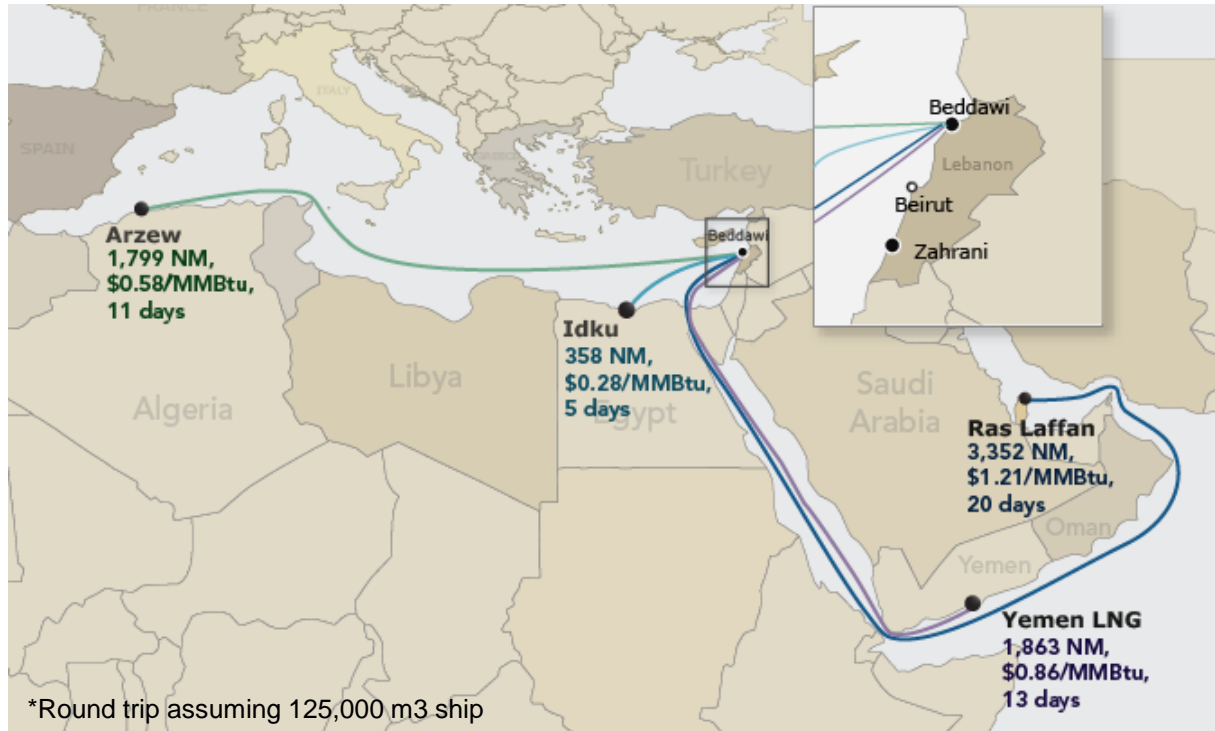 FRANCE
ITALY
SPAIN
GREECE
Turkey
Arzew
1,799 NM,
$0.58/MMBtu,
11 days
Beddawi
Idku
358 NM,
$0.28/MMBtu,
5 days
Libya
Algeria
Egypt
Saudi
Arabia
Ras Laffan
3,352 NM,
$1.21/MMBtu,
20 days
Oman
Yemen
Yemen LNG
1,863 NM,
$0.86/MMBtu,
13 days
Beddawi
Lebanon
Beirut
Zahrani
*Round trip assuming 125,000 m3 ship